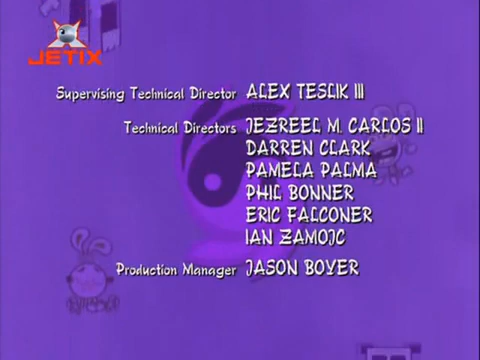 JETIX
Supervising Technical Director ALEX TESLIK III
Technical Directors JEZREEL M. CARLOS II
DARREN CLARK
PAMELA PALMA
PHIL BONNER
ERIC FALCONER
IAN ZAMOJC
Production Manager JASON BOYER